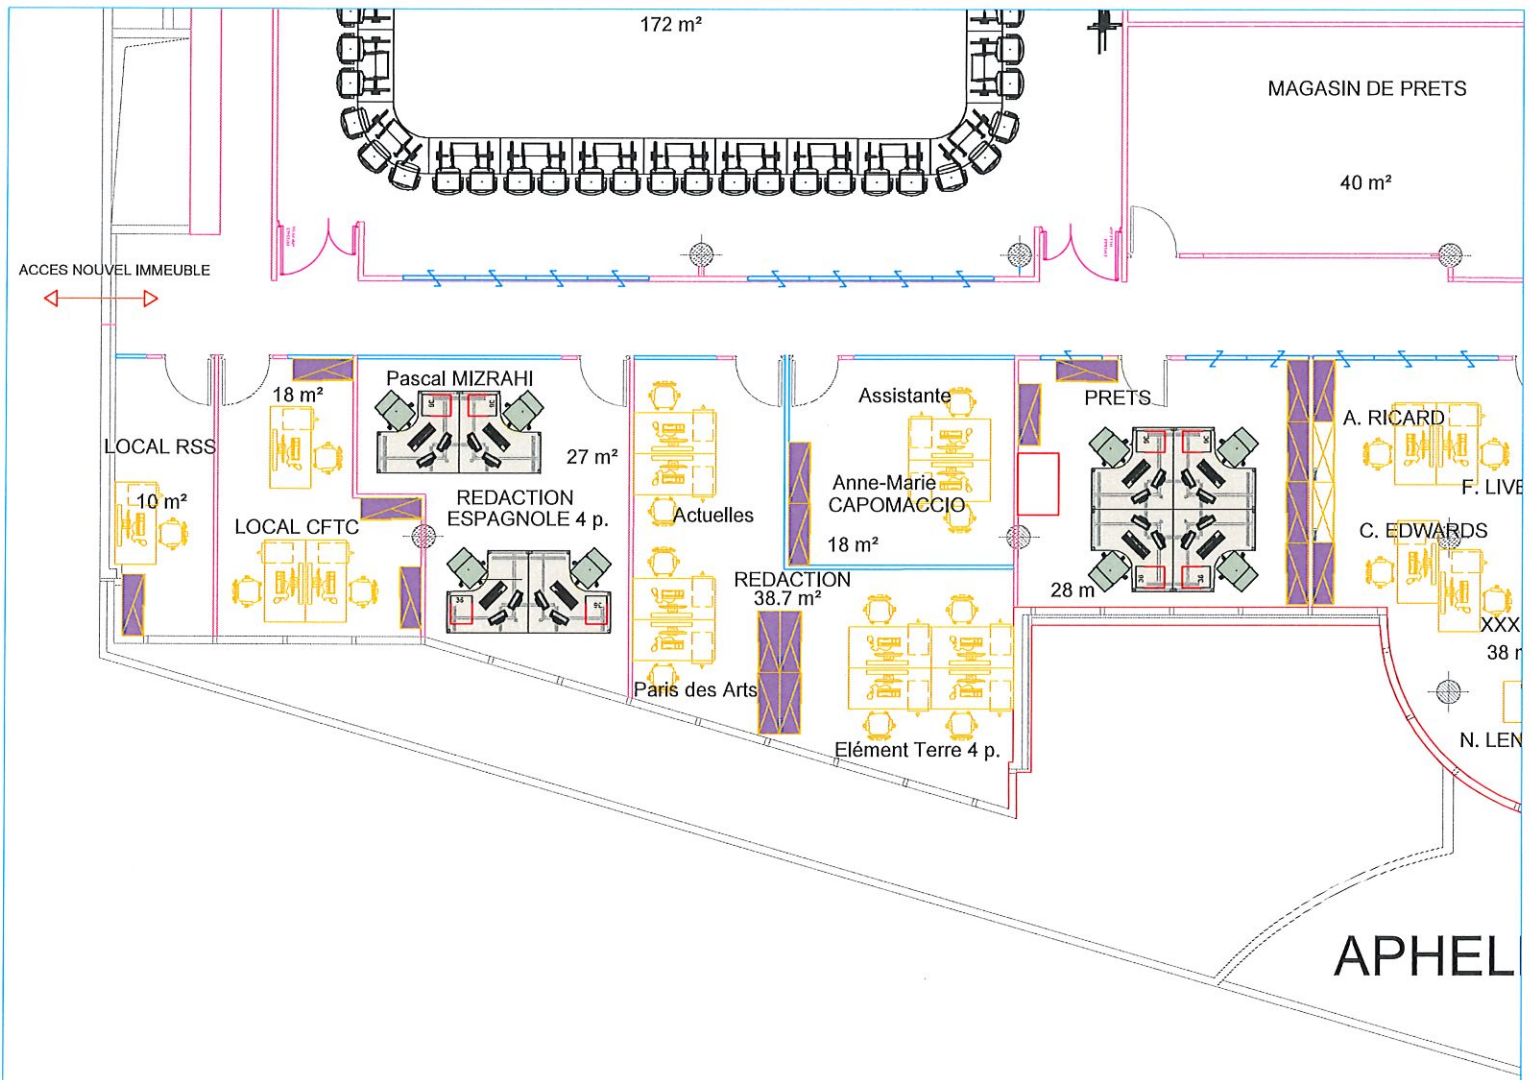 172 m²
MAGASIN DE PRETS
40 m²
ACCES NOUVEL IMMEUBLE
Pascal MIZRAHI
18 m²
Assistante
PRETS
A. RICARD
LOCAL RSS
27 m²
10 m²
REDACTION
ESPAGNOLE 4 p.
Actuelles
Anne-Marie
CAPOMACCIO
F. LIVE
LOCAL CFTC
18 m²
C. EDWARDS
REDACTION
38.7 m²
28 m
XXX
38 m
Paris des Arts
Elément Terre 4 p.
N. LEN
APHEL